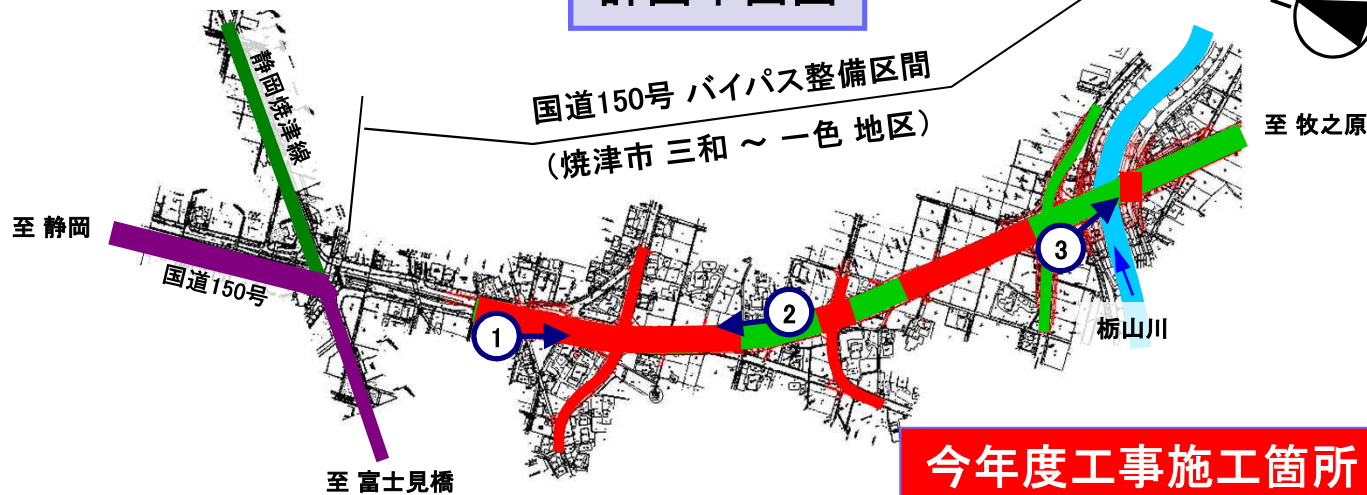 国道150号 バイパス整備区間
(焼津市 三和 ～ 一色 地区)
静岡焼津線
至 牧之原
至 静岡
国道150号
①
②
③
栃山川
至 富士見橋
今年度工事施工箇所